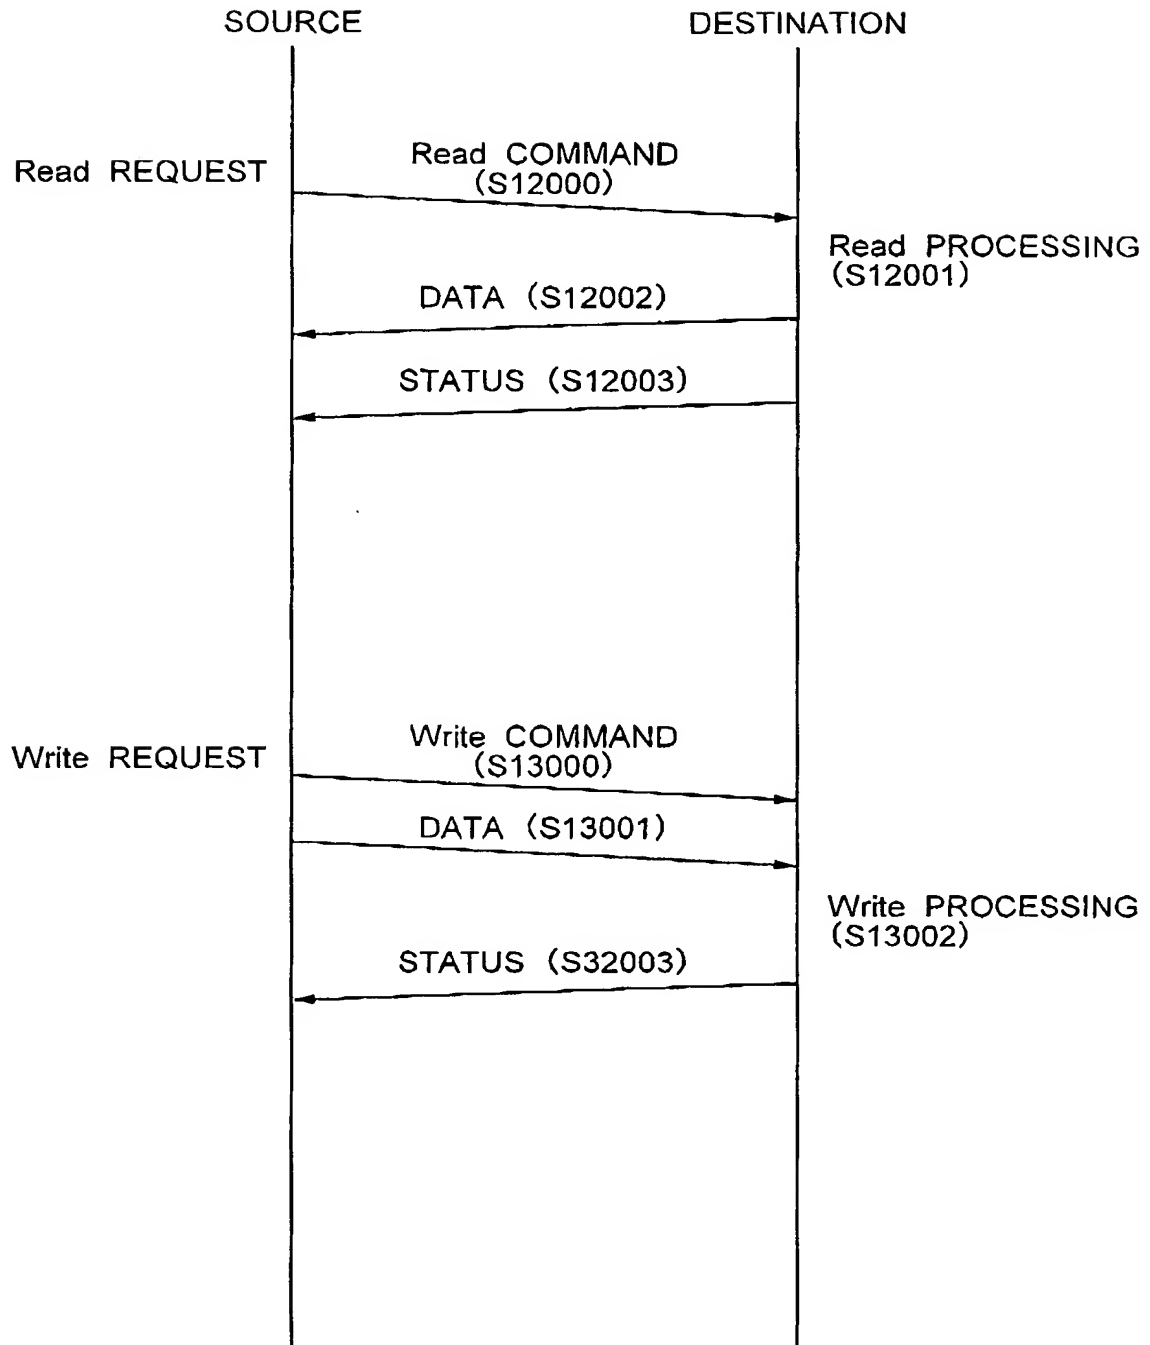 SOURCE
DESTINATION
Read REQUEST
Read COMMAND
(S12000)
Read PROCESSING
(S12001)
DATA (S12002)
STATUS (S12003)
Write REQUEST
Write COMMAND
(S13000)
DATA (S13001)
Write PROCESSING
(S13002)
STATUS (S32003)